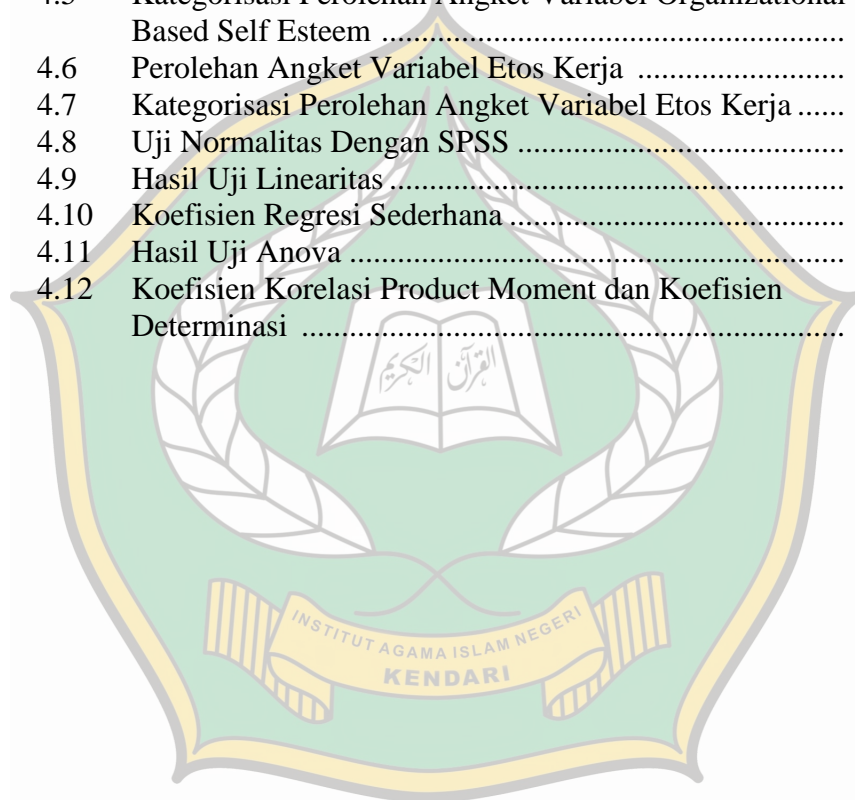 4.5 Kategorisasi Perolehan Angket Variabel Organizational
Based Self Esteem ....................................................
4.6 Perolehan Angket Variabel Etos Kerja .......................
4.7 Kategorisasi Perolehan Angket Variabel Etos Kerja ......
4.8 Uji Normalitas Dengan SPSS .....................................
4.9 Hasil Uji Linearitas ....................................................
4.10 Koefisien Regresi Sederhana ......................................
4.11 Hasil Uji Anova .........................................................
4.12 Koefisien Korelasi Product Moment dan Koefisien
Determinasi ..............................................................
القرآن الكريم
INSTITUT AGAMA ISLAM NEGERI
KENDARI